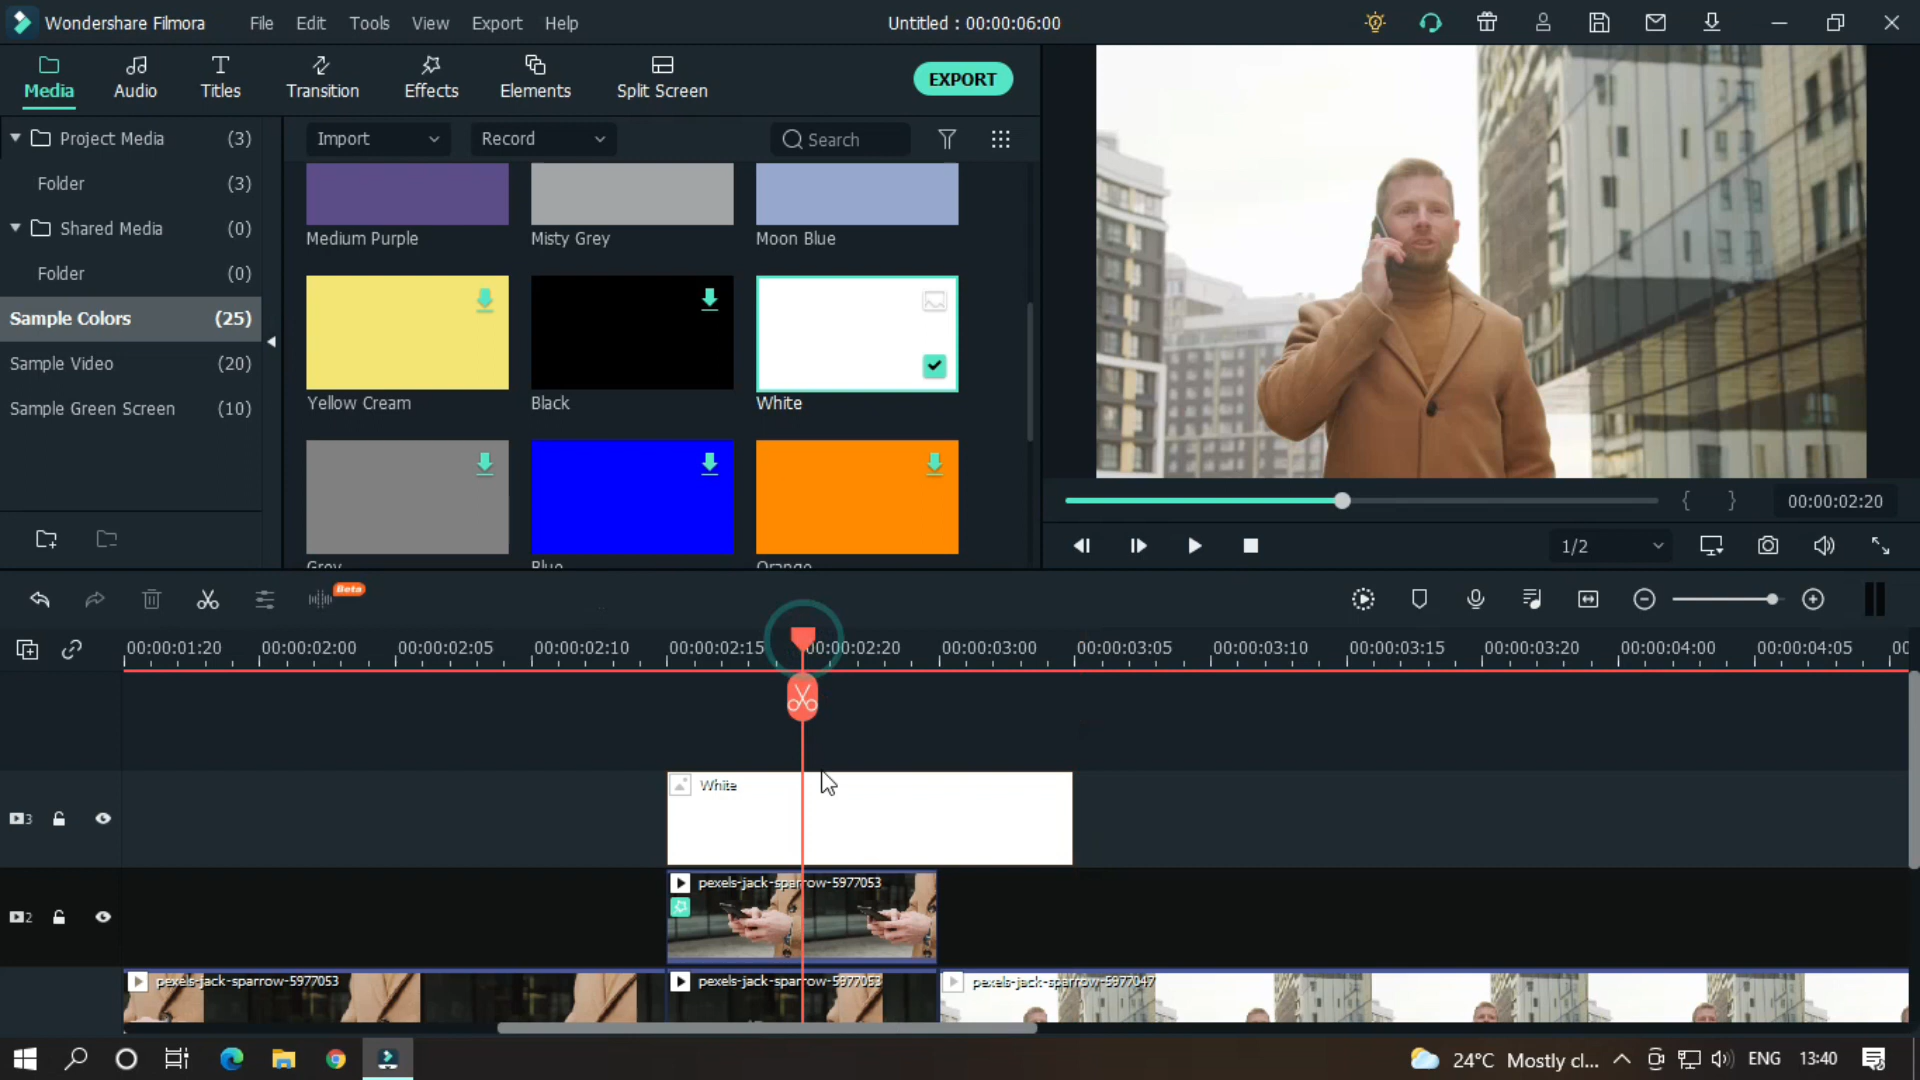 Wondershare Filmora
File Edit Tools View Export Help
Untitled : 00:00:06:00
Media Audio Titles Transition Effects Elements Split Screen
EXPORT
Project Media (3)
Folder (3)
Shared Media (0)
Folder (0)
Sample Colors (25)
Sample Video (20)
Sample Green Screen (10)
Import Record Search
Medium Purple Misty Grey Moon Blue
Yellow Cream Black White
Grey Blue Orange
{ } 00:00:02:20
1/2
Beta
00:00:01:20 00:00:02:00 00:00:02:05 00:00:02:10 00:00:02:15 00:00:02:20 00:00:03:00 00:00:03:05 00:00:03:10 00:00:03:15 00:00:03:20 00:00:04:00 00:00:04:05
3 White
2 pexels-jack-sparrow-5977053
pexels-jack-sparrow-5977053 pexels-jack-sparrow-5977053 pexels-jack-sparrow-5977047
24°C Mostly cl... ENG 13:40